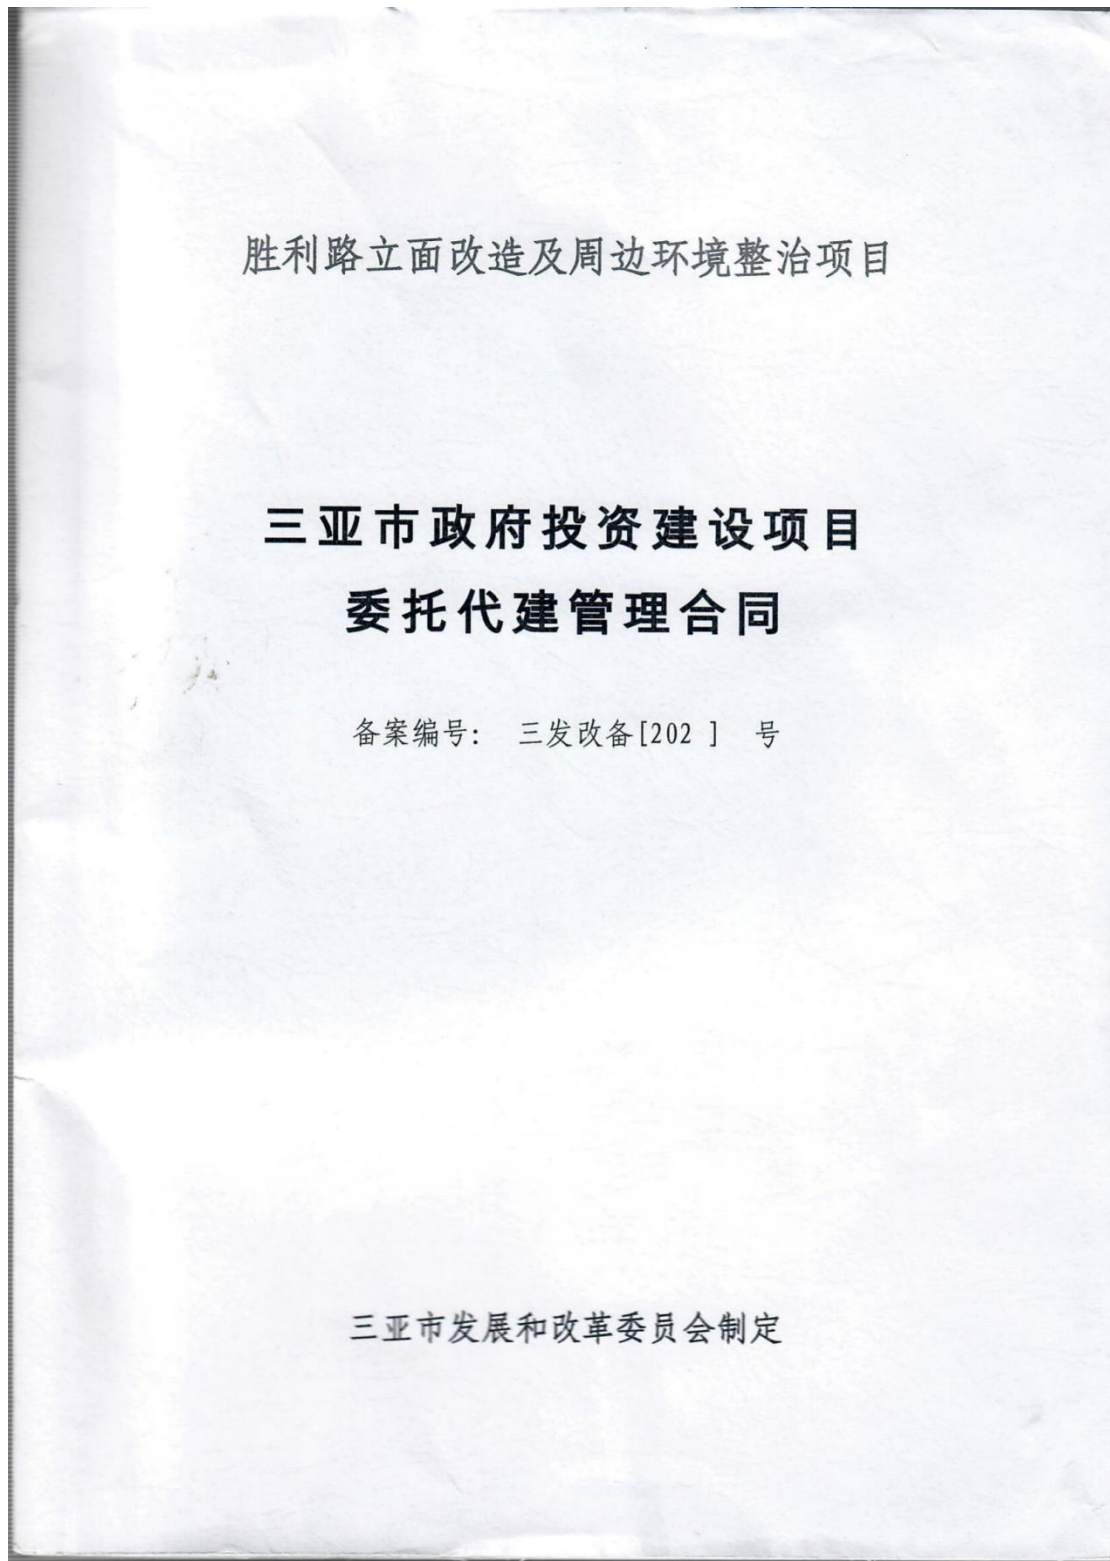 胜利路立面改造及周边环境整治项目
三亚市政府投资建设项目
委托代建管理合同
备案编号： 三发改备[202 ] 号
三亚市发展和改革委员会制定